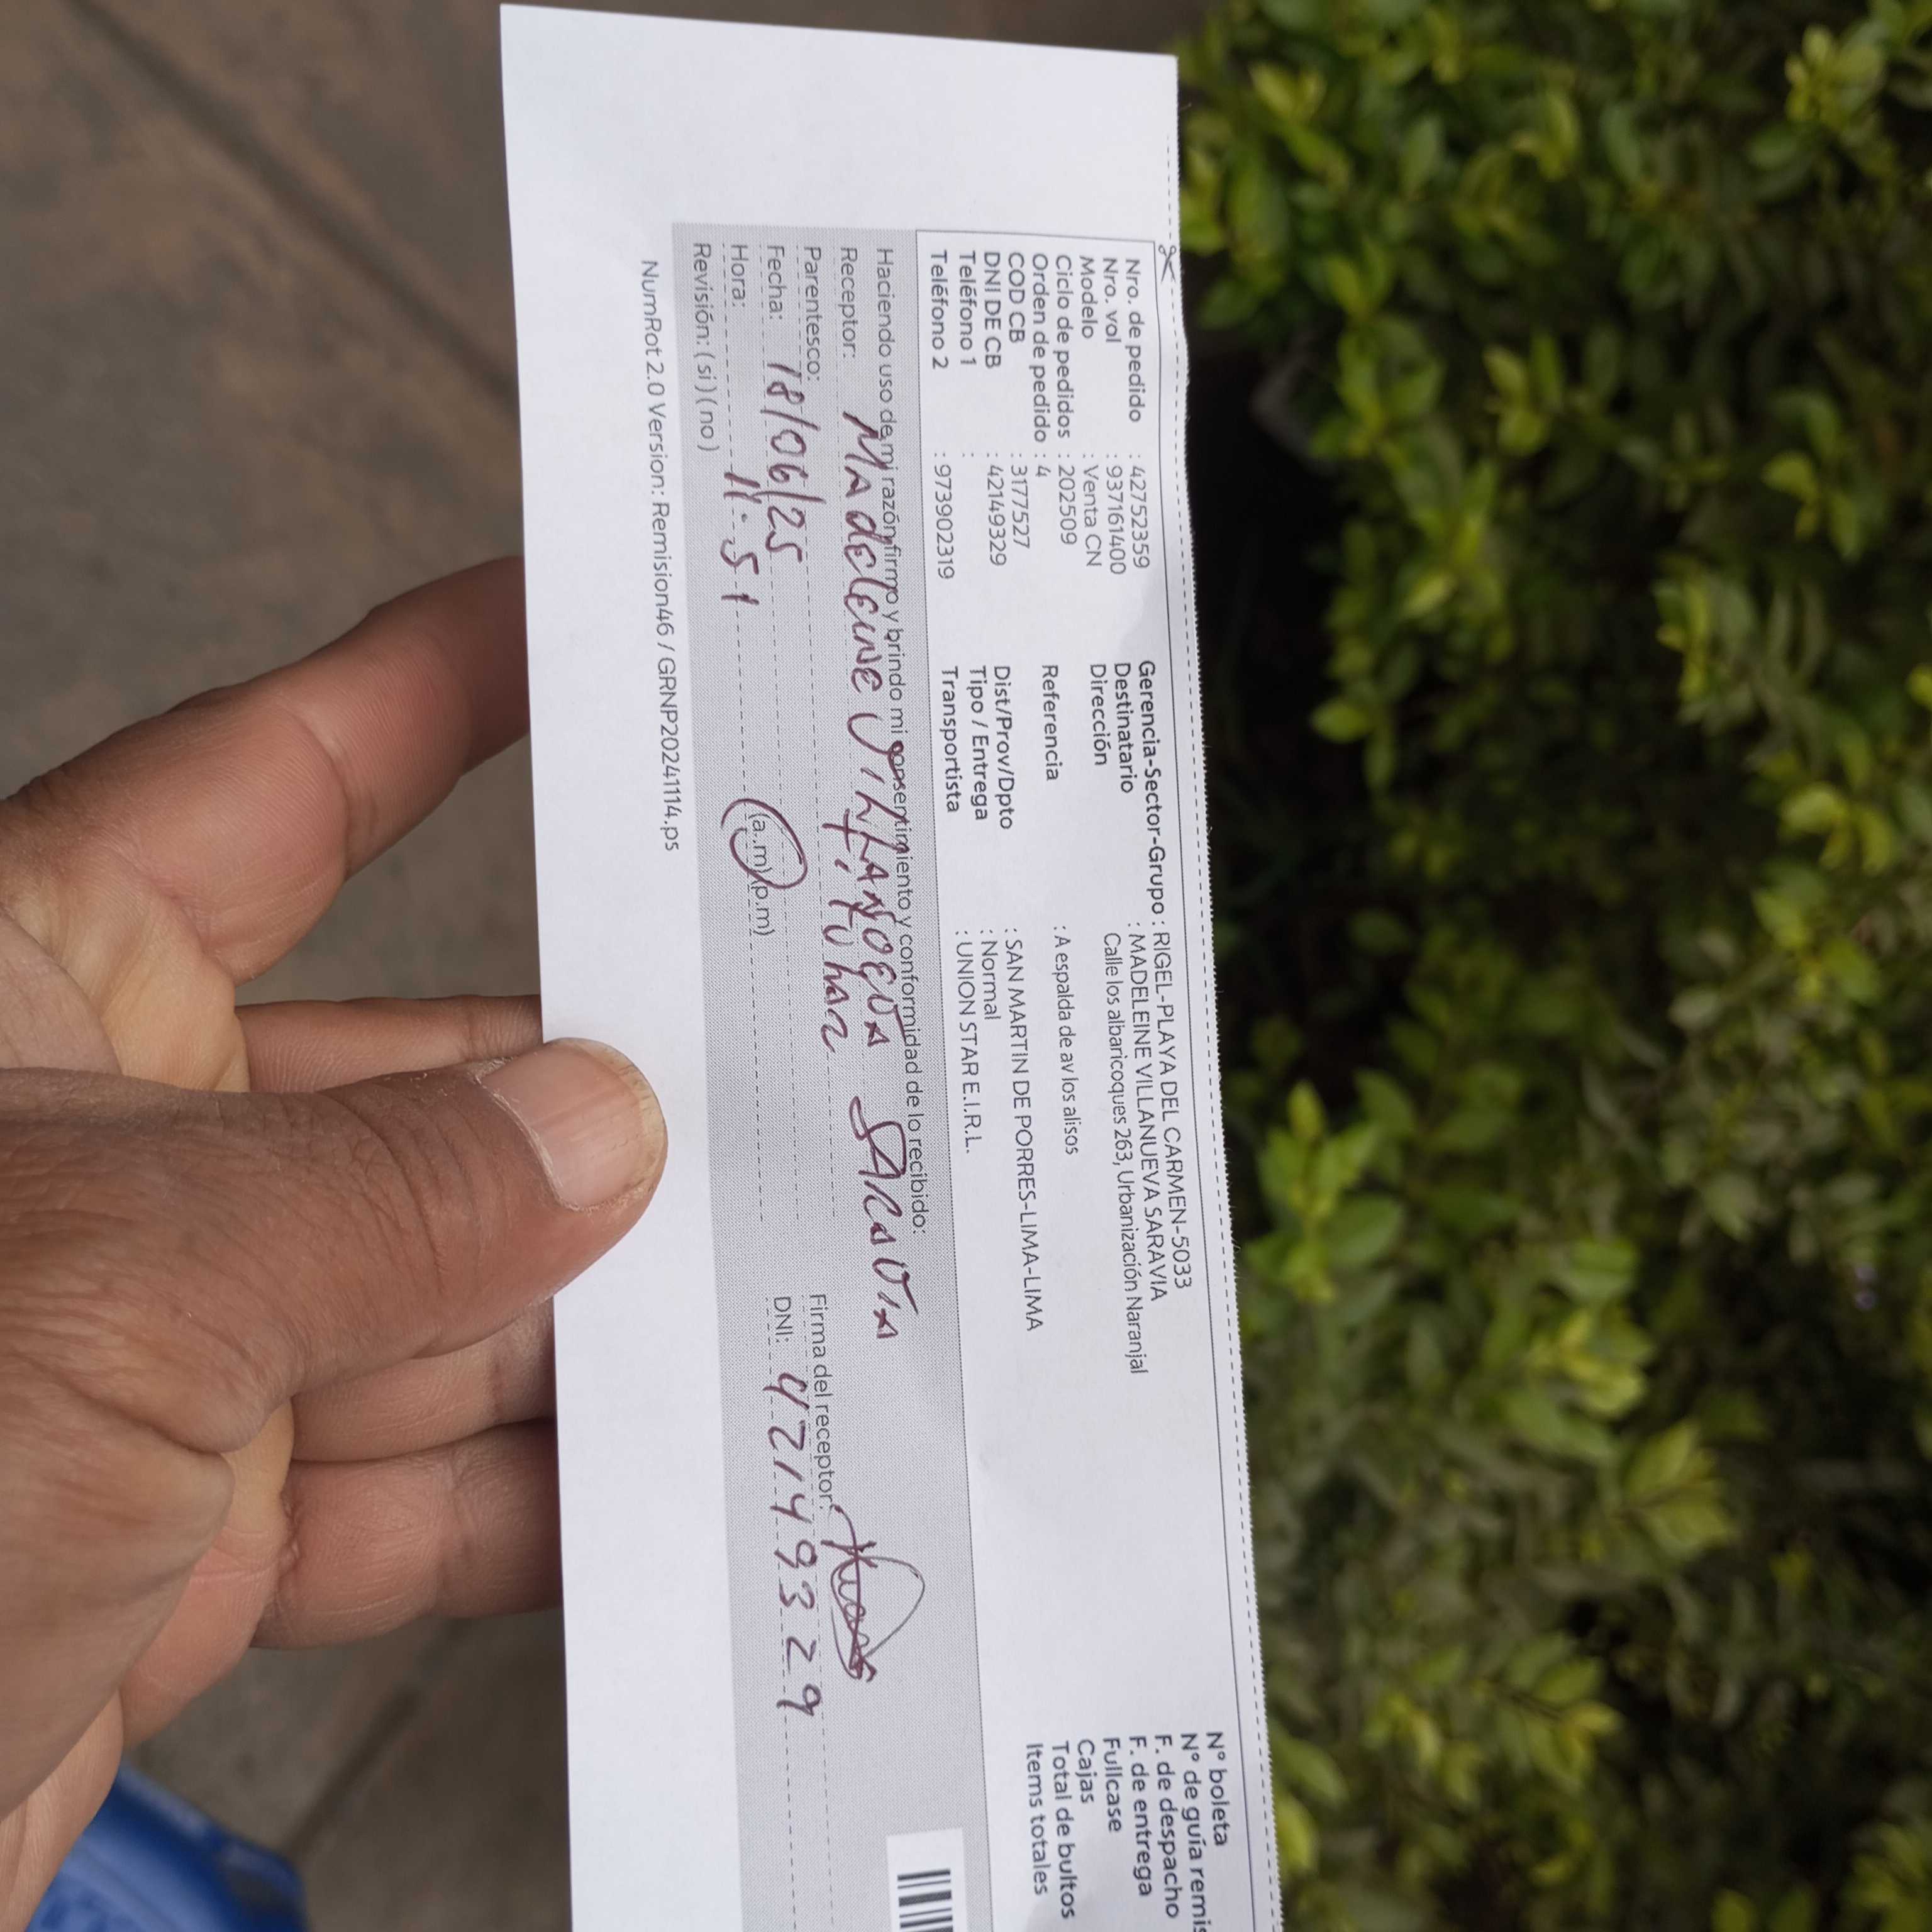 Nro. de pedido : 42752359
Nro. vol : 937161400
Modelo : Venta CN
Ciclo de pedidos : 202509
Orden de pedido : 4
COD CB : 3177527
DNI DE CB : 42149329
Teléfono 1 :
Teléfono 2 : 973902319
Gerencia-Sector-Grupo : RIGEL-PLAYA DEL CARMEN-5033
Destinatario : MADELEINE VILLANUEVA SARAVIA
Dirección Calle los albaricoques 263, Urbanización Naranjal
Referencia : A espalda de av los alisos
Dist/Prov/Dpto : SAN MARTIN DE PORRES-LIMA-LIMA
Tipo / Entrega : Normal
Transportista : UNION STAR E.I.R.L.
N° boleta
N° de guía remis
F. de despacho
F. de entrega
Fullcase
Cajas
Total de bultos
Items totales
Haciendo uso de mi razón firmo y brindo mi consentimiento y conformidad de lo recibido:
Receptor: MADELEINE VILLANUEVA SARAVIA
Parentesco: Titular
Firma del receptor:
Fecha: 18/06/25
DNI: 42149329
Hora: 11:51 (a.m) (p.m)
Revisión: ( si ) ( no )
NumRot 2.0 Version: Remision46 / GRNP20241114.ps